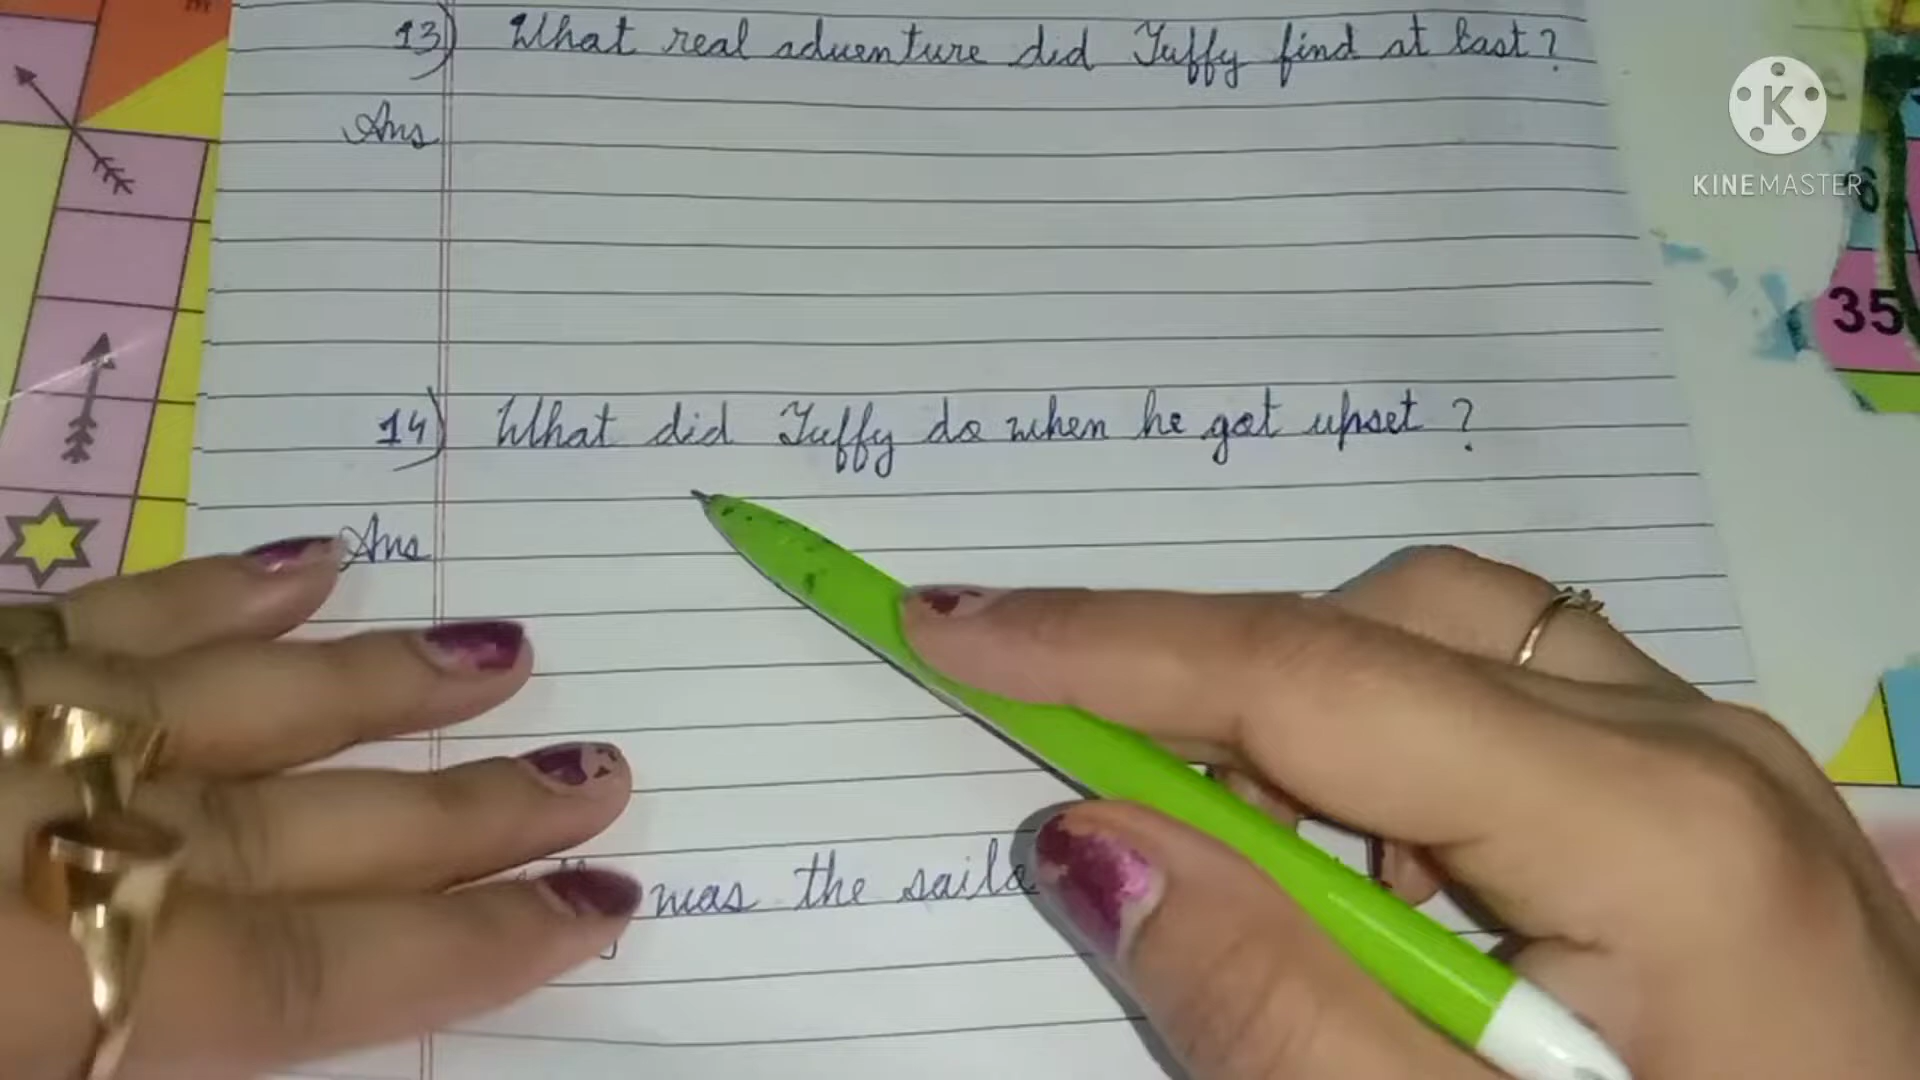 13) What real adventure did Tuffy find at last?
Ans
14) What did Tuffy do when he got upset?
Ans
was the
KINEMASTER
6
35